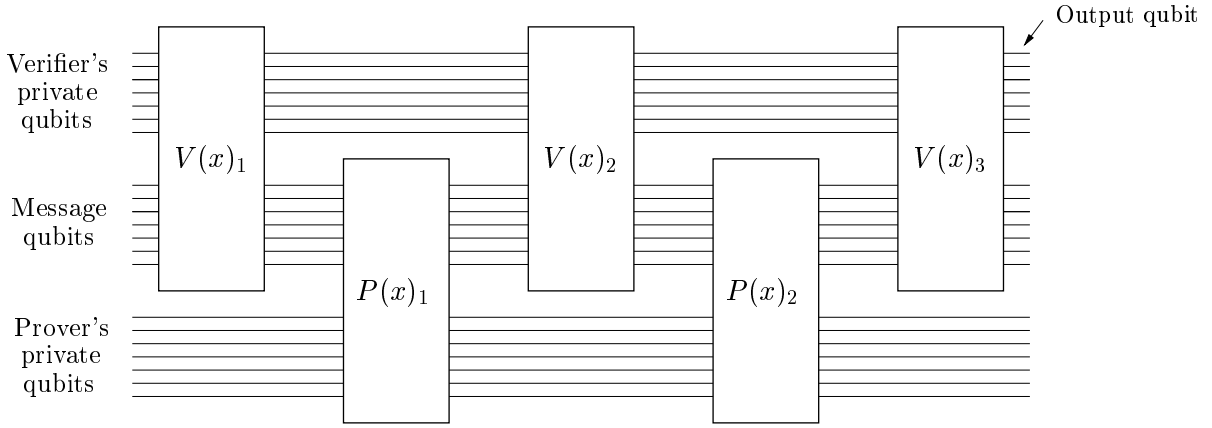 Output qubit
Verifier's
private
qubits
V(x)₁
V(x)₂
V(x)₃
Message
qubits
P(x)₁
P(x)₂
Prover's
private
qubits